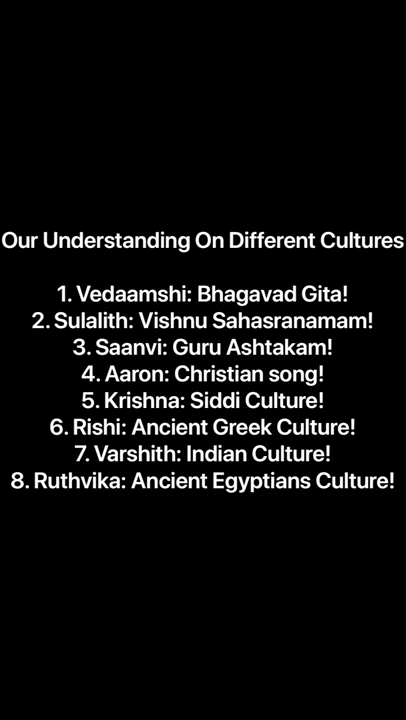 Our Understanding On Different Cultures
1. Vedaamshi: Bhagavad Gita!
2. Sulalith: Vishnu Sahasranamam!
3. Saanvi: Guru Ashtakam!
4. Aaron: Christian song!
5. Krishna: Siddi Culture!
6. Rishi: Ancient Greek Culture!
7. Varshith: Indian Culture!
8. Ruthvika: Ancient Egyptians Culture!